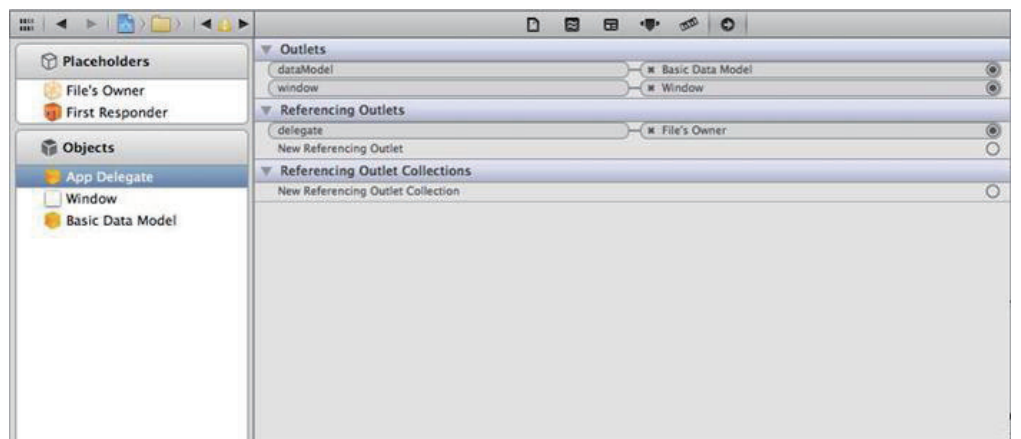 Placeholders
File's Owner
First Responder
Objects
App Delegate
Window
Basic Data Model
Outlets
dataModel Basic Data Model
window Window
Referencing Outlets
delegate File's Owner
New Referencing Outlet
Referencing Outlet Collections
New Referencing Outlet Collection